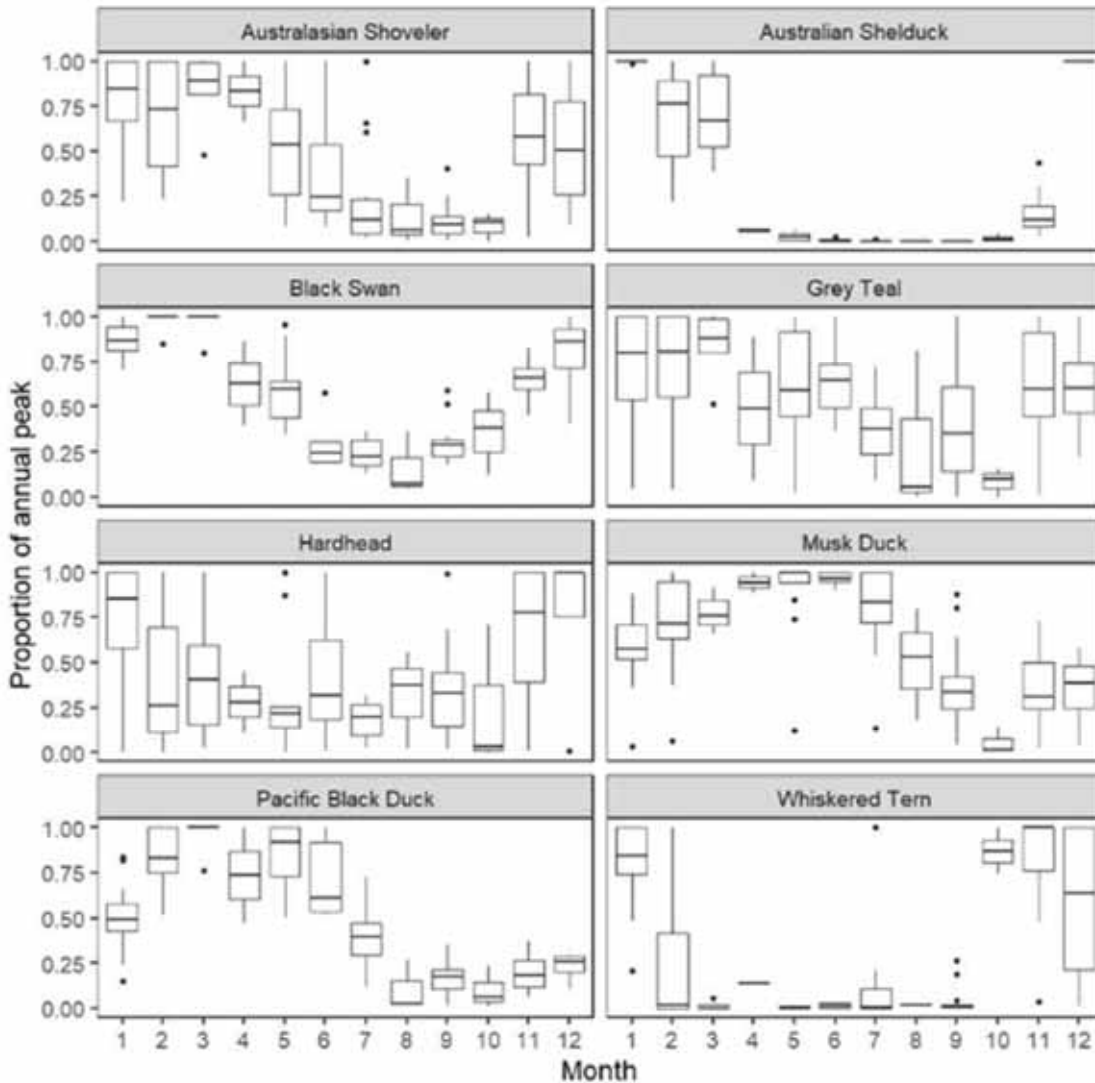 Australasian Shoveler
Australian Shelduck
1.00
0.75
0.50
0.25
0.00
Black Swan
Grey Teal
1.00
0.75
0.50
0.25
0.00
Hardhead
Musk Duck
1.00
0.75
0.50
0.25
0.00
Pacific Black Duck
Whiskered Tern
1.00
0.75
0.50
0.25
0.00
Proportion of annual peak
1 2 3 4 5 6 7 8 9 10 11 12
1 2 3 4 5 6 7 8 9 10 11 12
Month